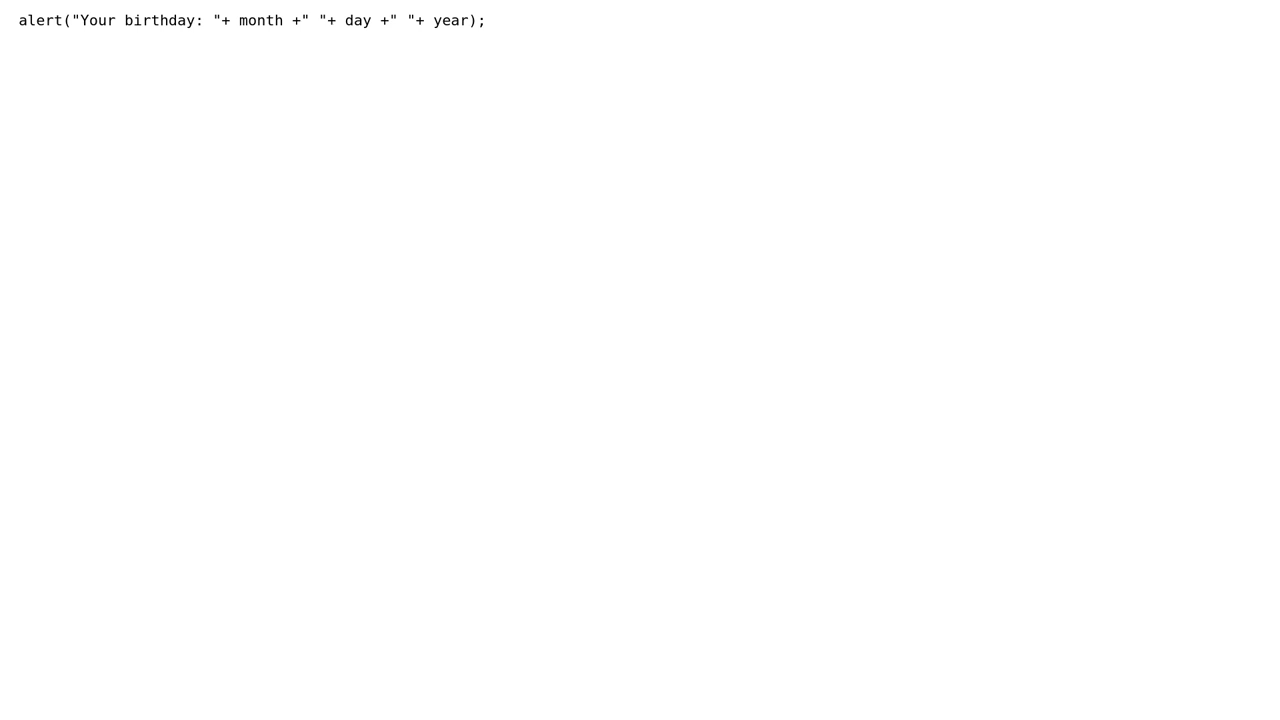 alert("Your birthday: "+ month +" "+ day +" "+ year);